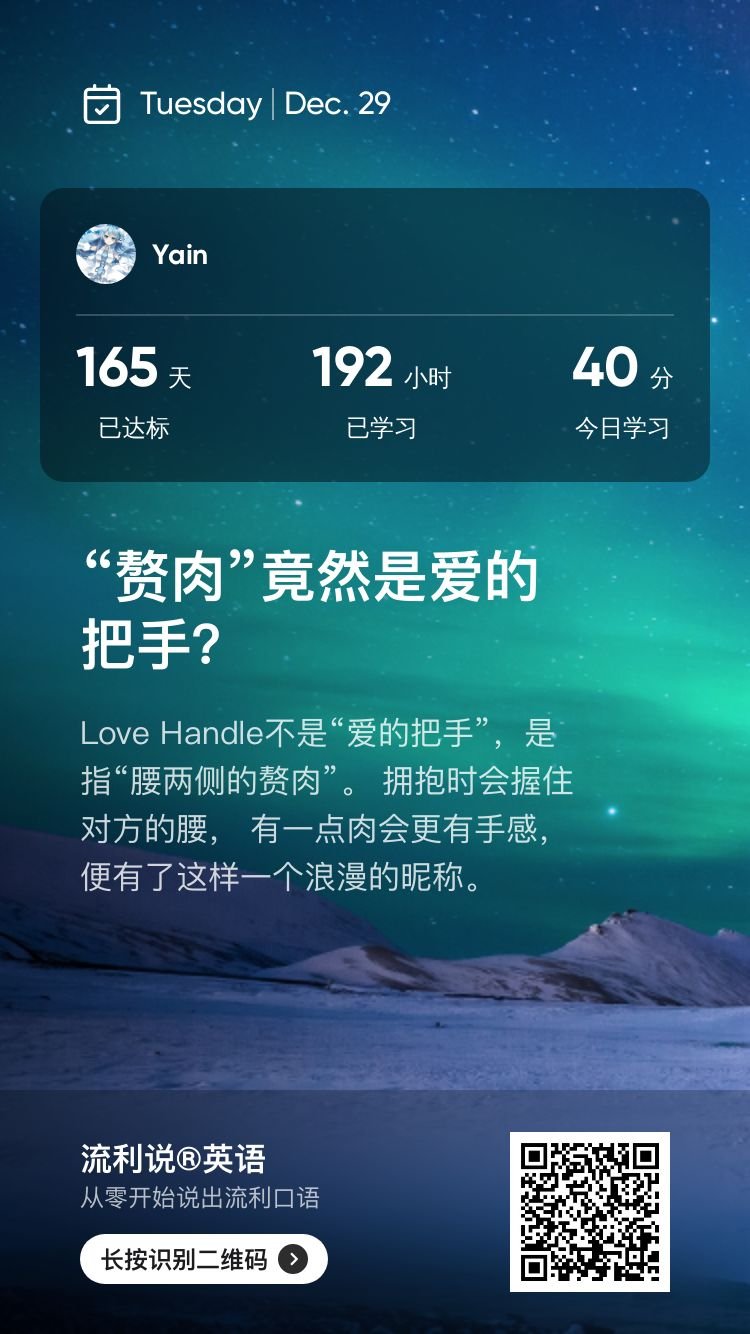 Tuesday | Dec. 29
Yain
165 天 192 小时 40 分
已达标 已学习 今日学习
“赘肉”竟然是爱的
把手?
Love Handle不是“爱的把手”，是
指“腰两侧的赘肉”。 拥抱时会握住
对方的腰， 有一点肉会更有手感，
便有了这样一个浪漫的昵称。
流利说®英语
从零开始说出流利口语
长按识别二维码